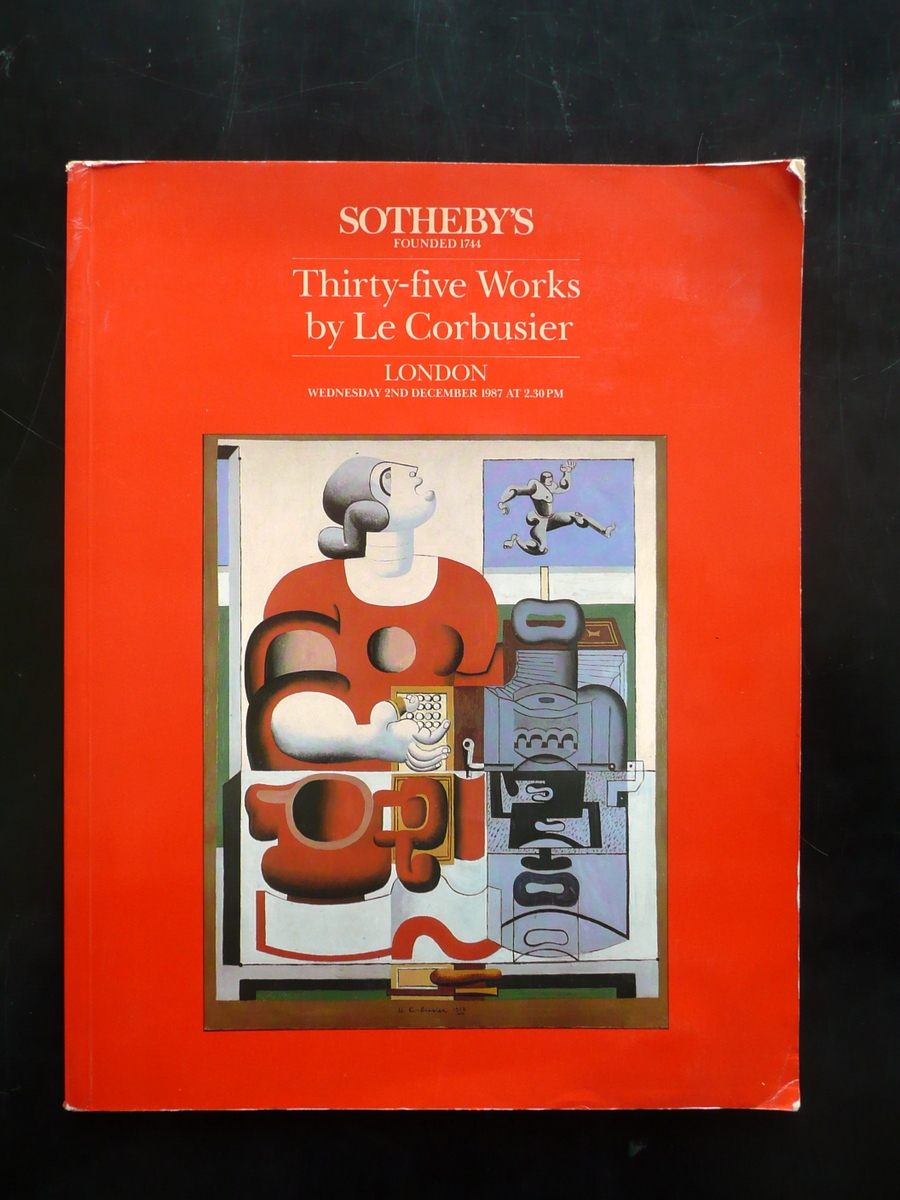 SOTHEBY'S
FOUNDED 1744
Thirty-five Works
by Le Corbusier
LONDON
WEDNESDAY 2ND DECEMBER 1987 AT 2.30 PM